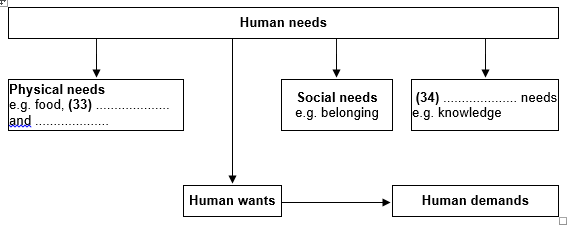 Human needs
Physical needs
e.g. food, (33) .....................
and .....................
Social needs
e.g. belonging
(34) ..................... needs
e.g. knowledge
Human wants
Human demands